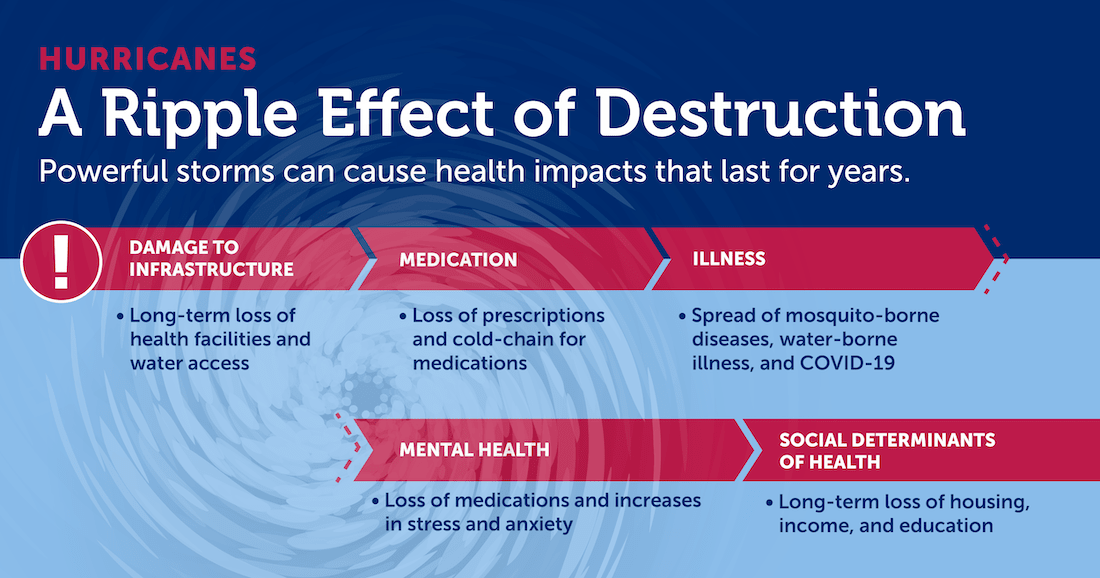 HURRICANES
A Ripple Effect of Destruction
Powerful storms can cause health impacts that last for years.
!
DAMAGE TO
INFRASTRUCTURE
• Long-term loss of
health facilities and
water access
MEDICATION
• Loss of prescriptions
and cold-chain for
medications
ILLNESS
• Spread of mosquito-borne
diseases, water-borne
illness, and COVID-19
MENTAL HEALTH
• Loss of medications and increases
in stress and anxiety
SOCIAL DETERMINANTS
OF HEALTH
• Long-term loss of housing,
income, and education